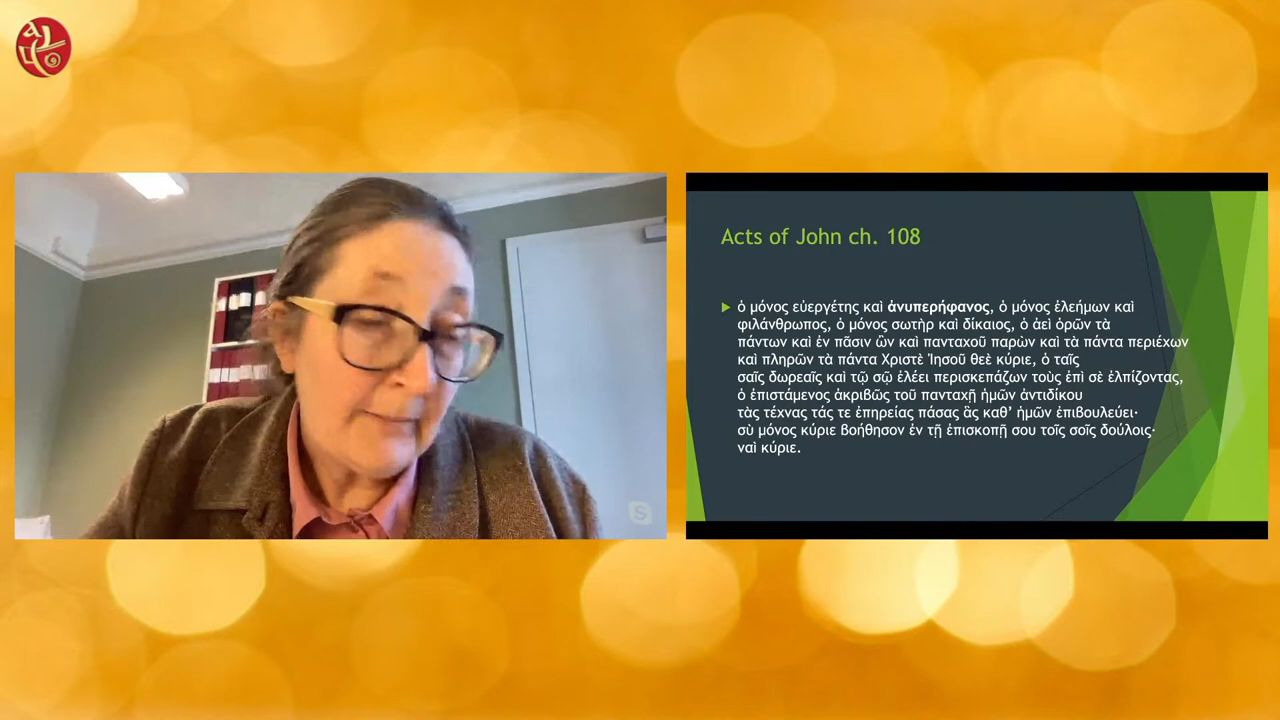 Acts of John ch. 108
ὁ μόνος εὐεργέτης καὶ ἀνυπερήφανος, ὁ μόνος ἐλεήμων καὶ
φιλάνθρωπος, ὁ μόνος σωτὴρ καὶ δίκαιος, ὁ ἀεὶ ὁρῶν τὰ
πάντων καὶ ἐν πᾶσιν ὢν καὶ πανταχοῦ παρὼν καὶ τὰ πάντα περιέχων
καὶ πληρῶν τὰ πάντα Χριστὲ Ἰησοῦ θεὲ κύριε, ὁ ταῖς
σαῖς δωρεαῖς καὶ τῷ σῷ ἐλέει περισκεπάζων τοὺς ἐπὶ σὲ ἐλπίζοντας,
ὁ ἐπιστάμενος ἀκριβῶς τοῦ πανταχῇ ἡμῶν ἀντιδίκου
τὰς τέχνας τάς τε ἐπηρείας πάσας ἃς καθ’ ἡμῶν ἐπιβουλεύει·
σὺ μόνος κύριε βοήθησον ἐν τῇ ἐπισκοπῇ σου τοῖς σοῖς δούλοις·
ναὶ κύριε.